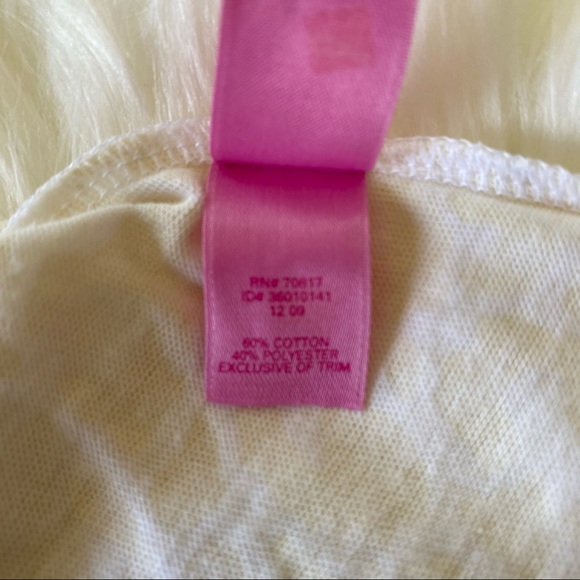 RN# 70817
ID# 36010141
12 09
60% COTTON
40% POLYESTER
EXCLUSIVE OF TRIM